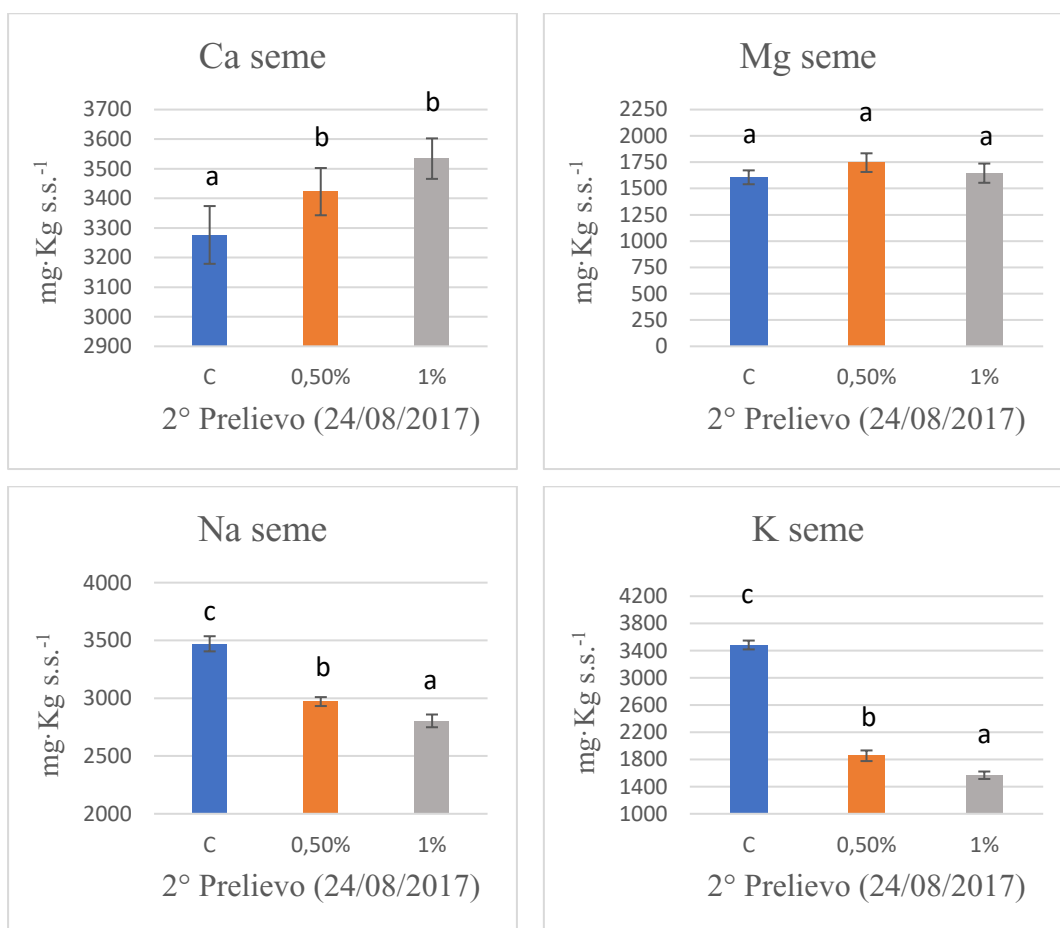 Ca seme
mg·Kg s.s.⁻¹
3700
3600
3500
3400
3300
3200
3100
3000
2900
a
b
b
C 0,50% 1%
2° Prelievo (24/08/2017)
Mg seme
mg·Kg s.s.⁻¹
2250
2000
1750
1500
1250
1000
750
500
250
0
a
a
a
C 0,50% 1%
2° Prelievo (24/08/2017)
Na seme
mg·Kg s.s.⁻¹
4000
3500
3000
2500
2000
c
b
a
C 0,50% 1%
2° Prelievo (24/08/2017)
K seme
mg·Kg s.s.⁻¹
4200
3800
3400
3000
2600
2200
1800
1400
1000
c
b
a
C 0,50% 1%
2° Prelievo (24/08/2017)